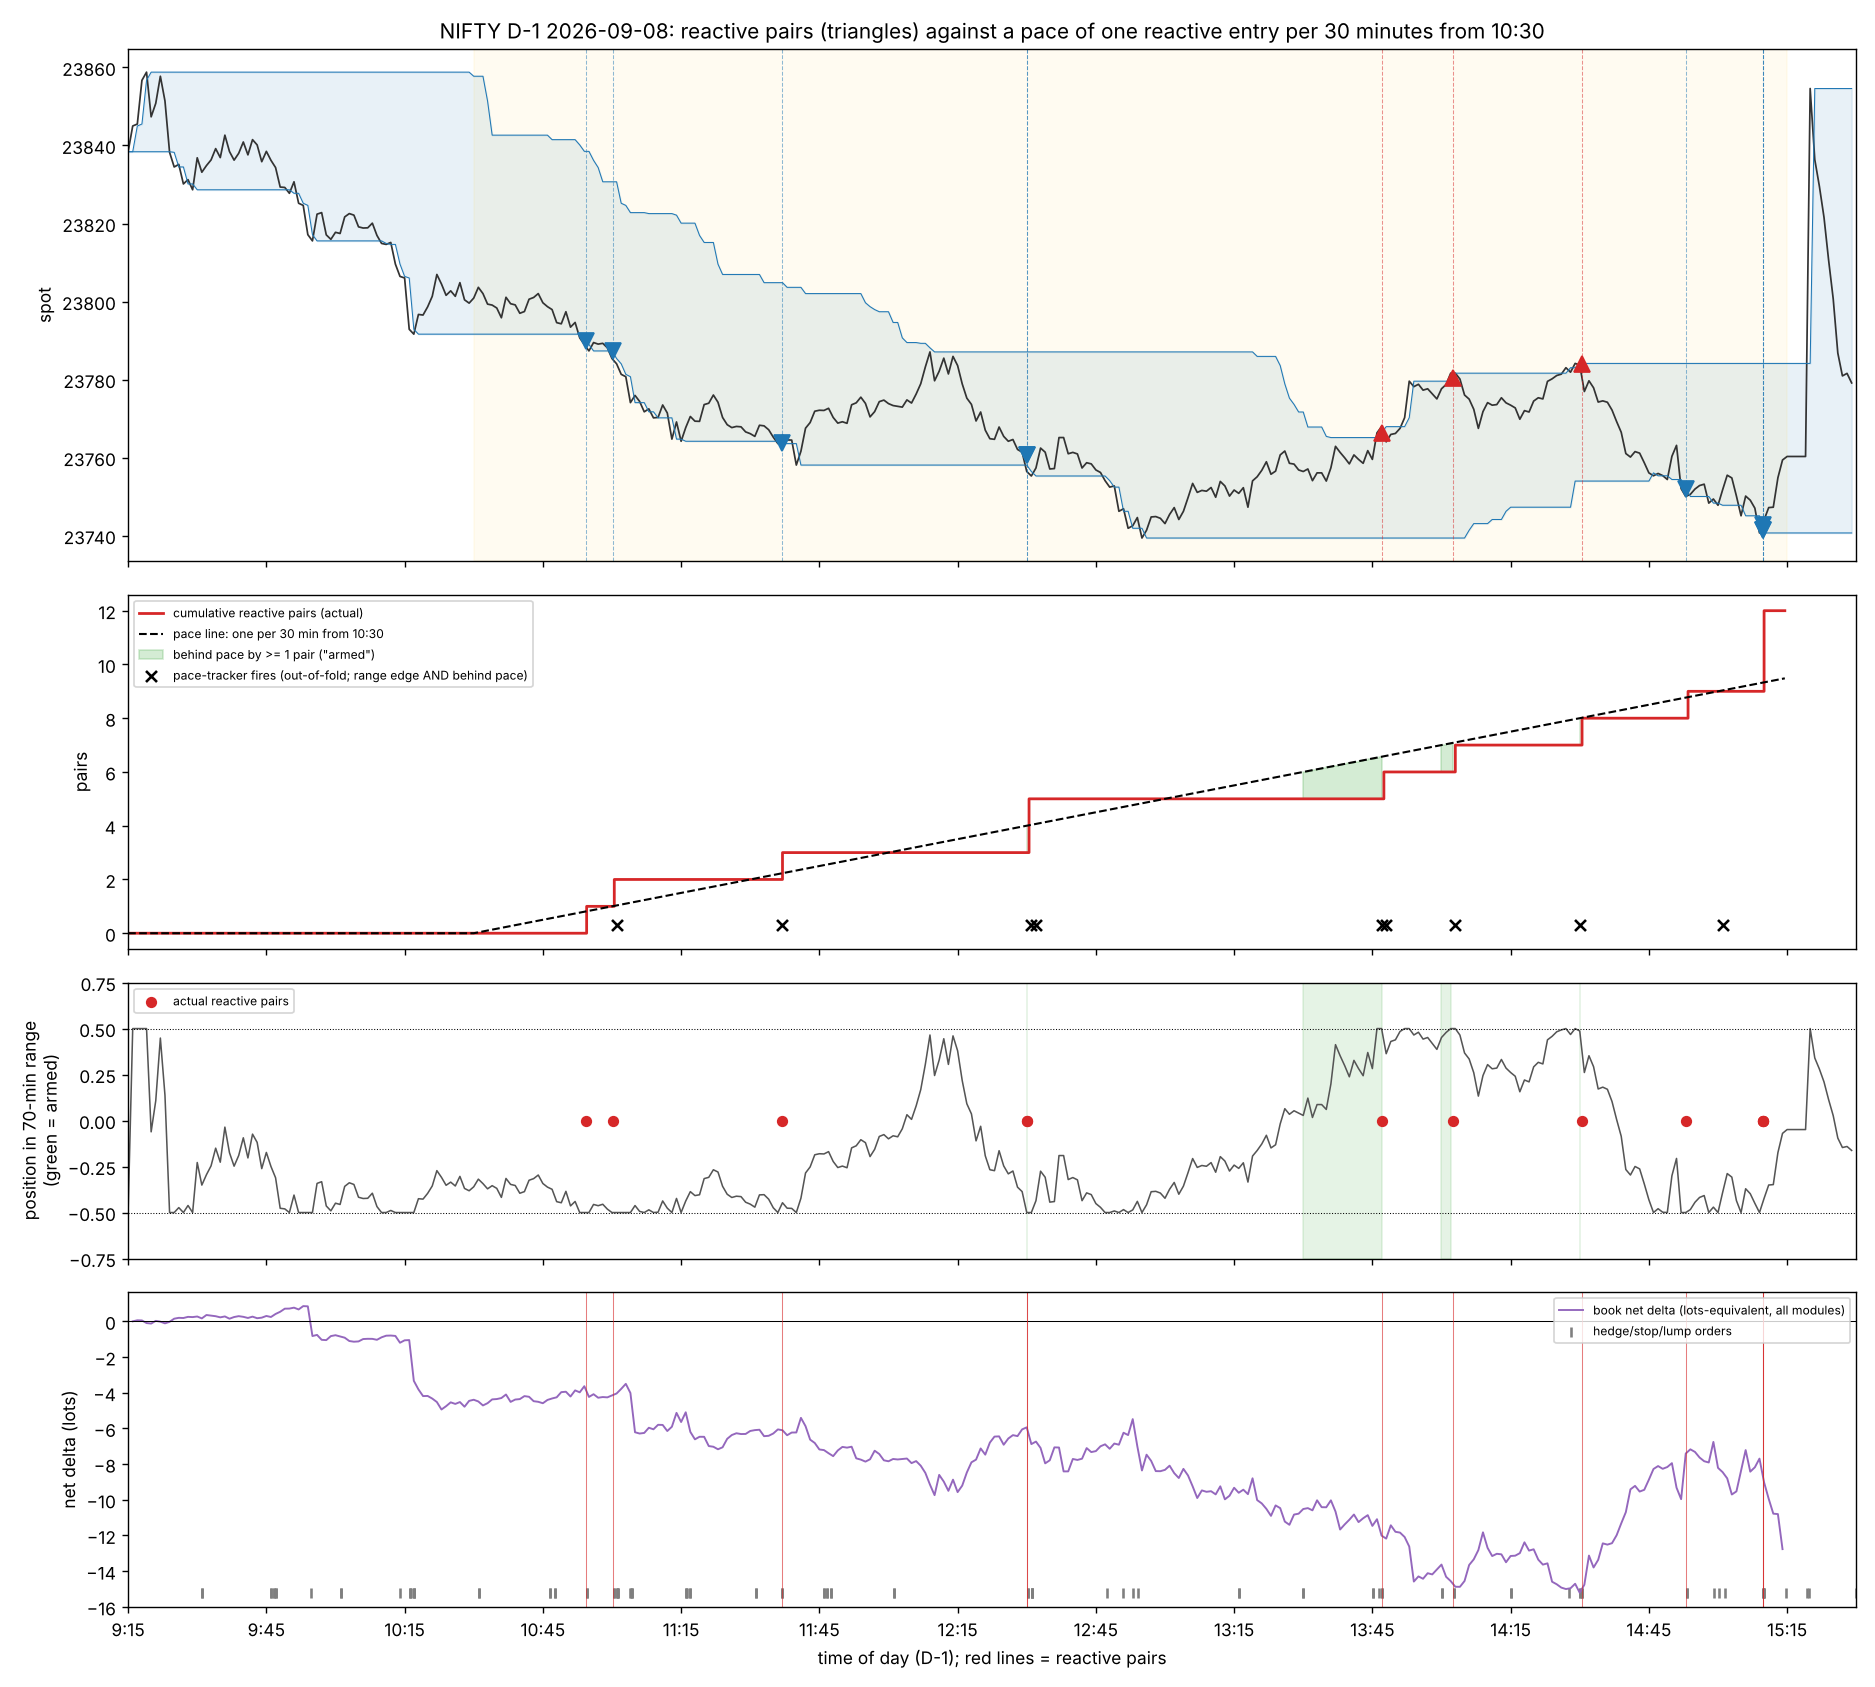 NIFTY D-1 2026-09-08: reactive pairs (triangles) against a pace of one reactive entry per 30 minutes from 10:30
spot
23860
23840
23820
23800
23780
23760
23740
cumulative reactive pairs (actual)
pace line: one per 30 min from 10:30
behind pace by >= 1 pair ("armed")
pace-tracker fires (out-of-fold; range edge AND behind pace)
pairs
12
10
8
6
4
2
0
actual reactive pairs
position in 70-min range
(green = armed)
0.75
0.50
0.25
0.00
−0.25
−0.50
−0.75
book net delta (lots-equivalent, all modules)
hedge/stop/lump orders
net delta (lots)
0
−2
−4
−6
−8
−10
−12
−14
−16
9:15 9:45 10:15 10:45 11:15 11:45 12:15 12:45 13:15 13:45 14:15 14:45 15:15
time of day (D-1); red lines = reactive pairs